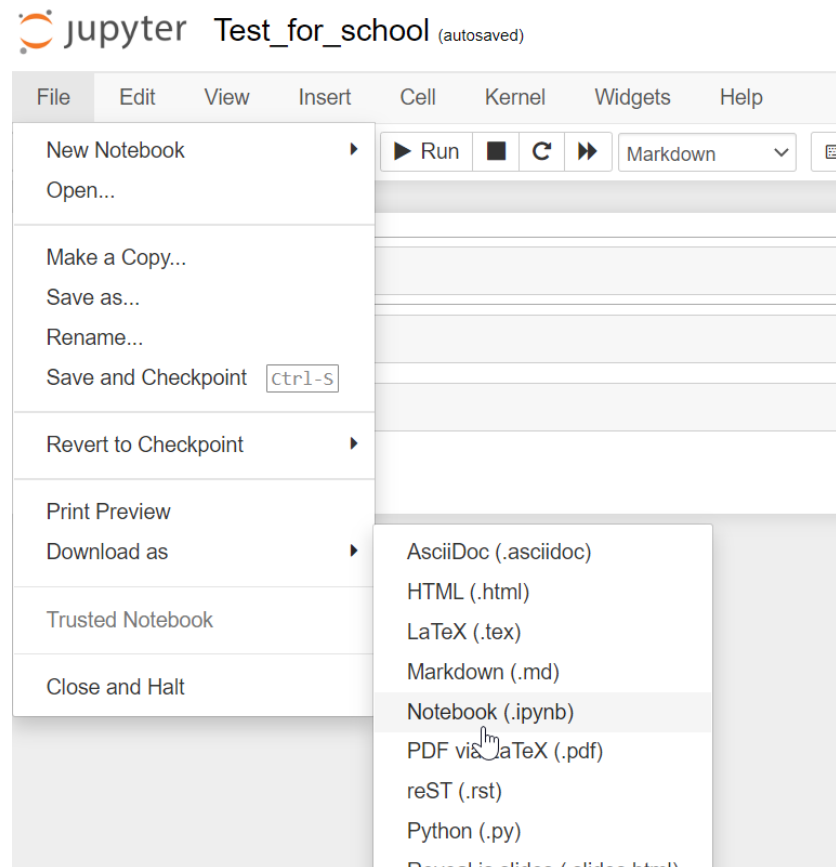 jupyter Test_for_school (autosaved)
File Edit View Insert Cell Kernel Widgets Help
Run Markdown
New Notebook
Open...
Make a Copy...
Save as...
Rename...
Save and Checkpoint Ctrl-S
Revert to Checkpoint
Print Preview
Download as
Trusted Notebook
Close and Halt
AsciiDoc (.asciidoc)
HTML (.html)
LaTeX (.tex)
Markdown (.md)
Notebook (.ipynb)
PDF via LaTeX (.pdf)
reST (.rst)
Python (.py)